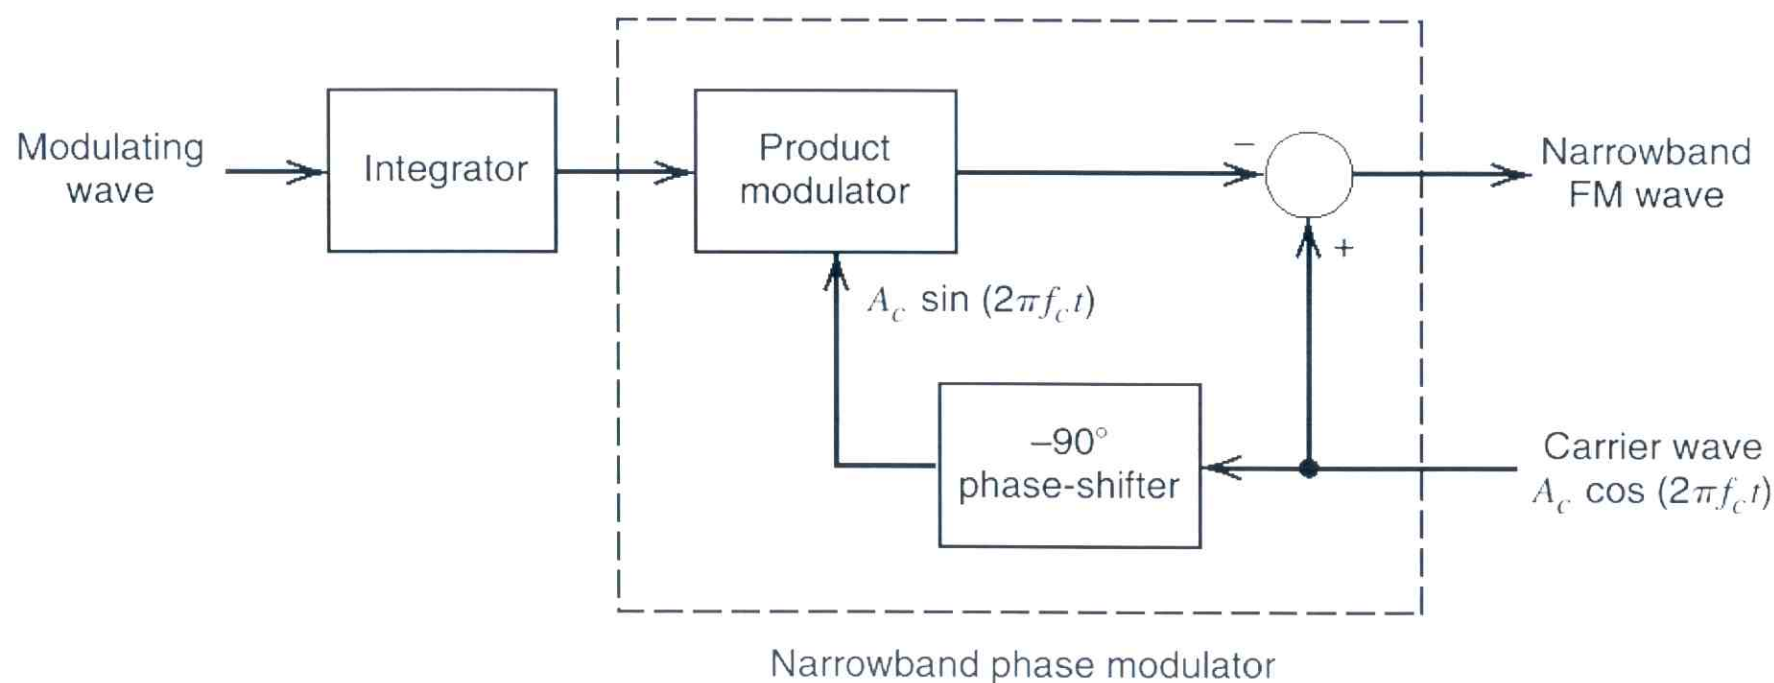 Modulating
wave
Integrator
Product
modulator
−
+
Narrowband
FM wave
A_c sin (2πf_c t)
−90°
phase-shifter
Carrier wave
A_c cos (2πf_c t)
Narrowband phase modulator